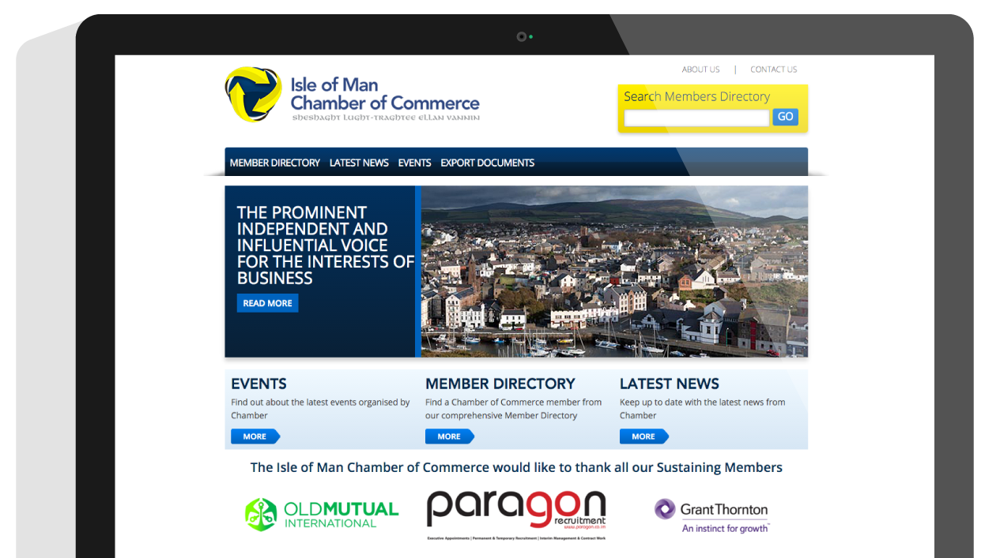 ABOUT US | CONTACT US
Isle of Man
Chamber of Commerce
sheshaght lught-traghtee ellan vannin
Search Members Directory
GO
MEMBER DIRECTORY LATEST NEWS EVENTS EXPORT DOCUMENTS
THE PROMINENT
INDEPENDENT AND
INFLUENTIAL VOICE
FOR THE INTERESTS OF
BUSINESS
READ MORE
EVENTS
Find out about the latest events organised by
Chamber
MORE
MEMBER DIRECTORY
Find a Chamber of Commerce member from
our comprehensive Member Directory
MORE
LATEST NEWS
Keep up to date with the latest news from
Chamber
MORE
The Isle of Man Chamber of Commerce would like to thank all our Sustaining Members
OLDMUTUAL
INTERNATIONAL
paragon
recruitment
www.paragon.co.im
Executive Appointments | Permanent & Temporary Recruitment | Interim Management & Contract Work
Grant Thornton
An instinct for growth™